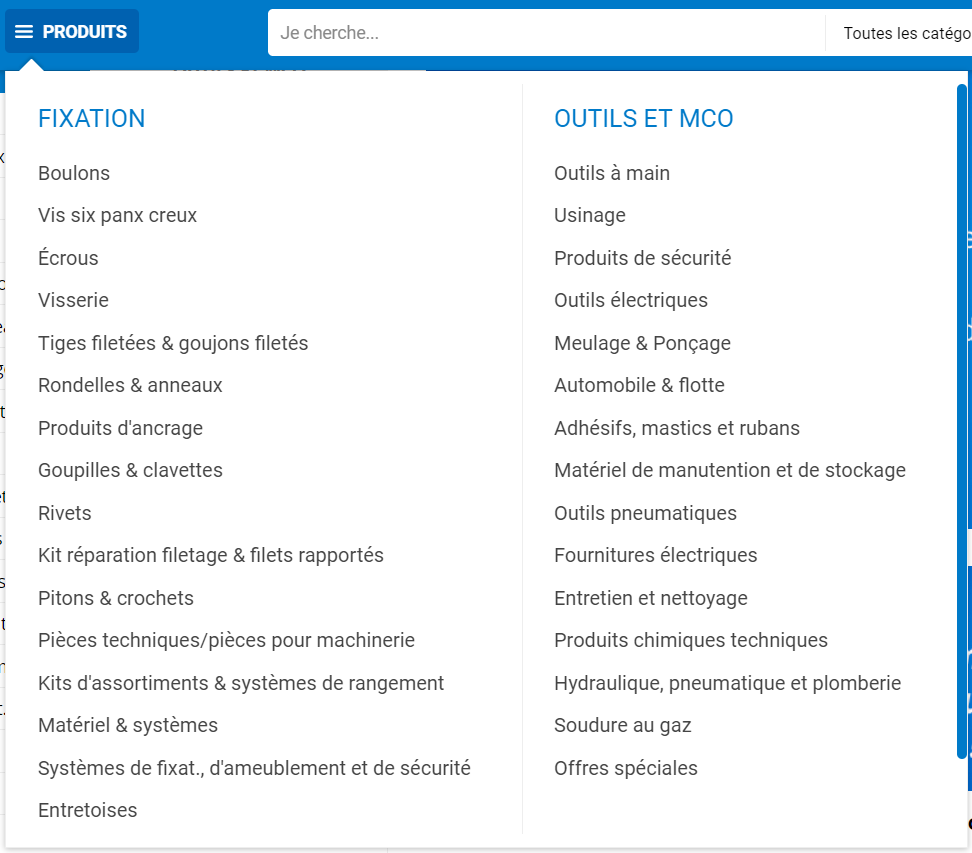 PRODUITS
Je cherche...
Toutes les
FIXATION
Boulons
Vis six panx creux
Écrous
Visserie
Tiges filetées & goujons filetés
Rondelles & anneaux
Produits d'ancrage
Goupilles & clavettes
Rivets
Kit réparation filetage & filets rapportés
Pitons & crochets
Pièces techniques/pièces pour machinerie
Kits d'assortiments & systèmes de rangement
Matériel & systèmes
Systèmes de fixat., d'ameublement et de sécurité
Entretoises
OUTILS ET MCO
Outils à main
Usinage
Produits de sécurité
Outils électriques
Meulage & Ponçage
Automobile & flotte
Adhésifs, mastics et rubans
Matériel de manutention et de stockage
Outils pneumatiques
Fournitures électriques
Entretien et nettoyage
Produits chimiques techniques
Hydraulique, pneumatique et plomberie
Soudure au gaz
Offres spéciales